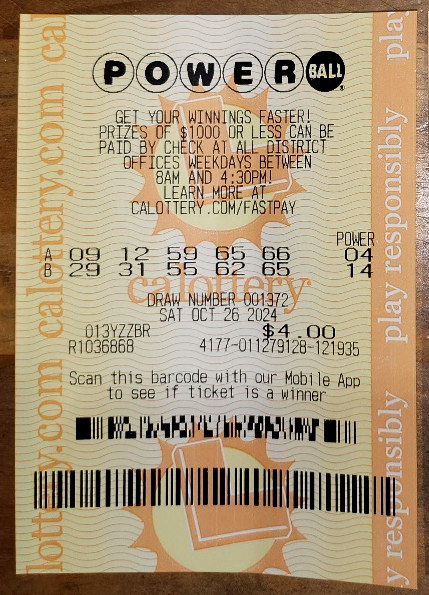 POWERBALL
GET YOUR WINNINGS FASTER!
PRIZES OF $1000 OR LESS CAN BE
PAID BY CHECK AT ALL DISTRICT
OFFICES WEEKDAYS BETWEEN
8AM AND 4:30PM!
LEARN MORE AT
CALOTTERY.COM/FASTPAY
POWER
A 09 12 59 65 66 04
B 29 31 55 62 65 14
calottery
DRAW NUMBER 001372
SAT OCT 26 2024
013YZZBR $4.00
R1036868 4177-011279128-121935
Scan this barcode with our Mobile App
to see if ticket is a winner
lottery.com calottery.com cal
y responsibly play responsibly play